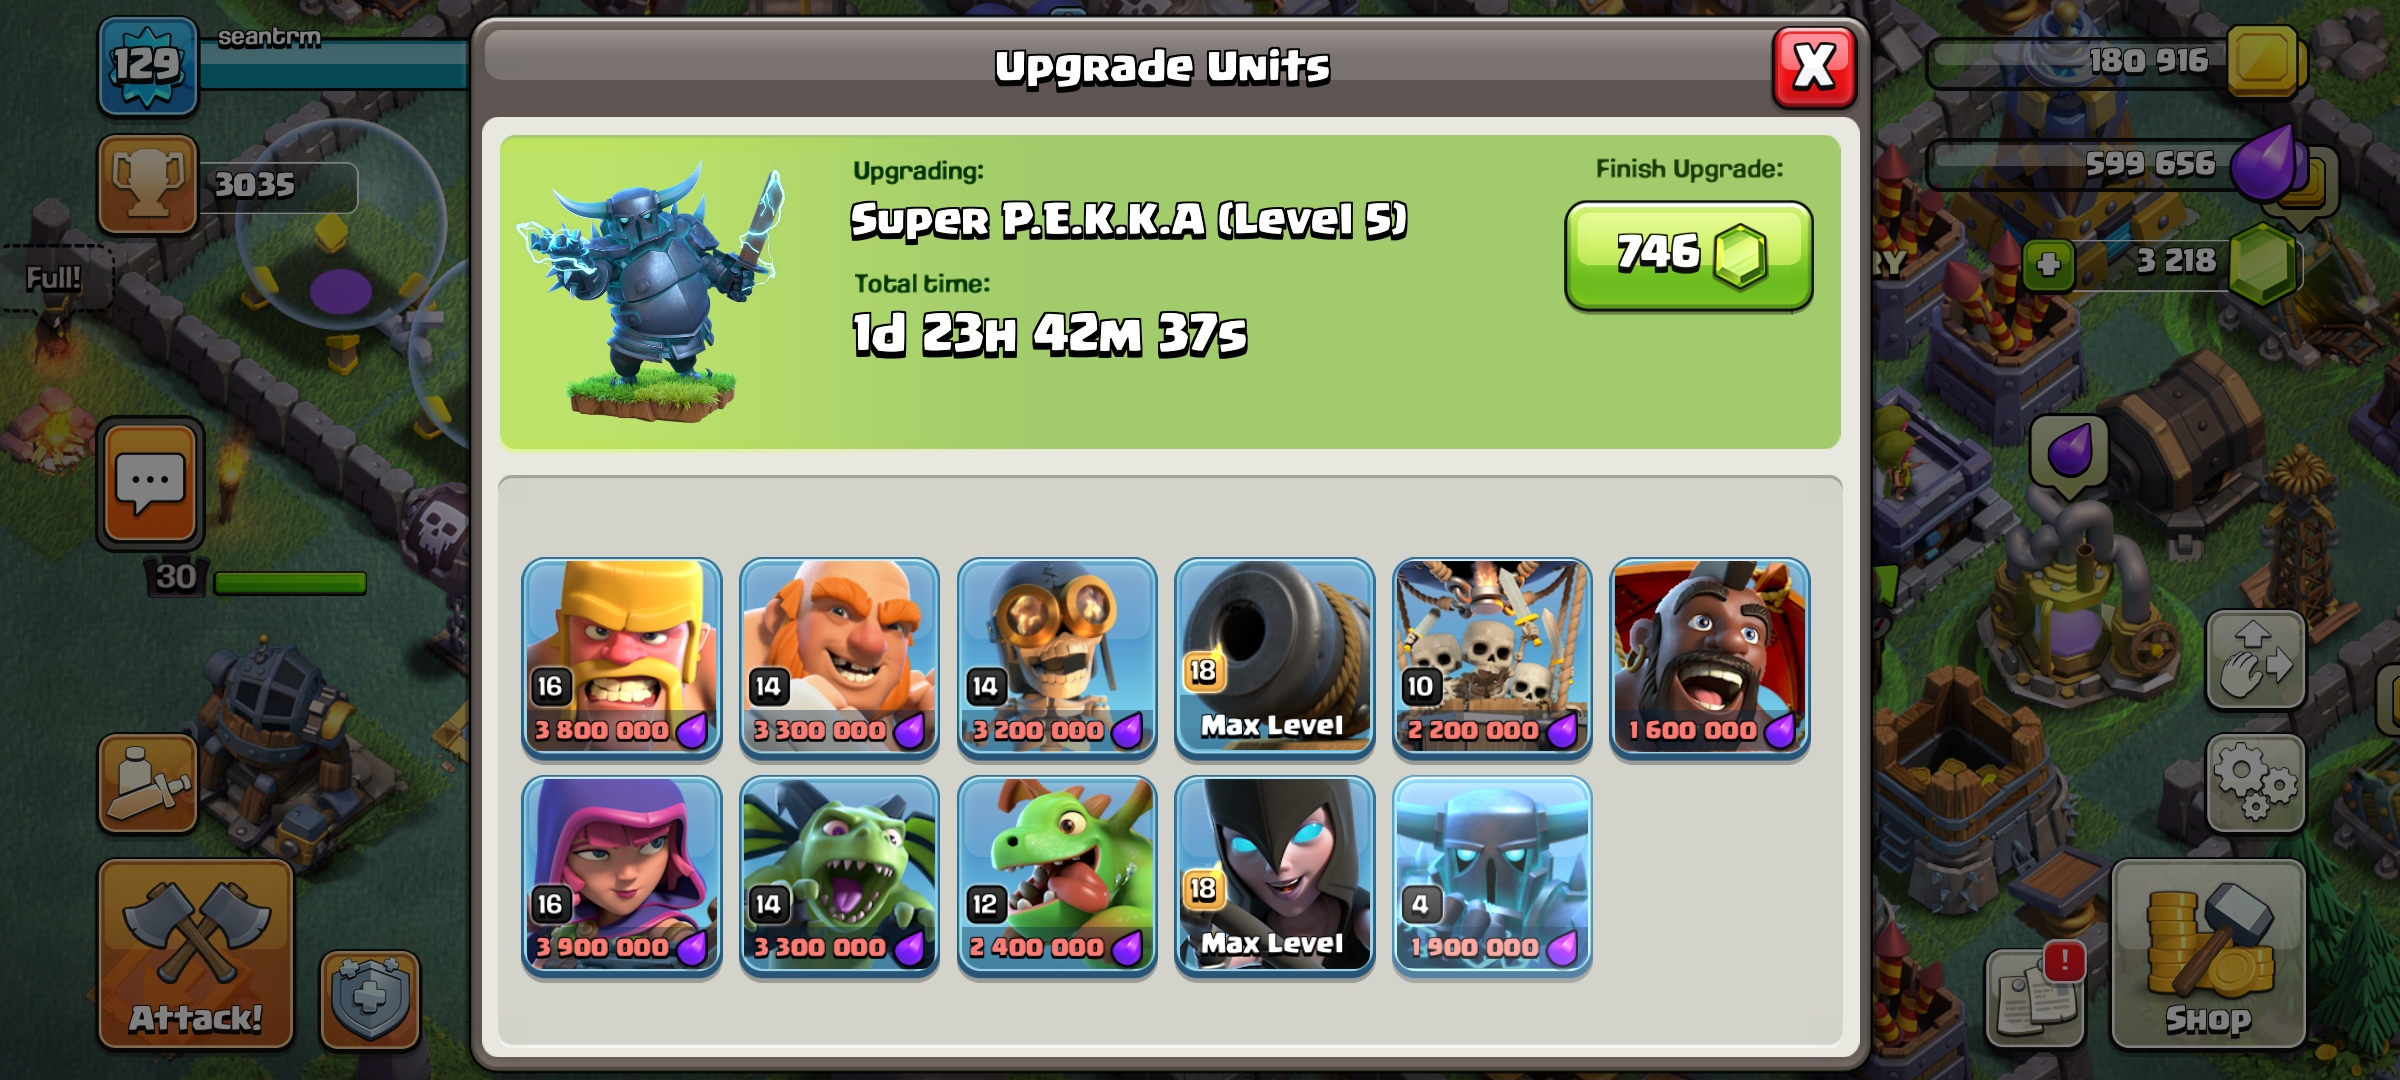 129
seantrm
3035
Full!
30
Attack!
Upgrade Units
X
Upgrading:
Super P.E.K.K.A (Level 5)
Total time:
1d 23H 42M 37s
Finish Upgrade:
746
16
3 800 000
14
3 300 000
14
3 200 000
18
Max Level
10
2 200 000
1 600 000
16
3 900 000
14
3 300 000
12
2 400 000
18
Max Level
4
1 900 000
180 916
599 656
3 218
!
Shop